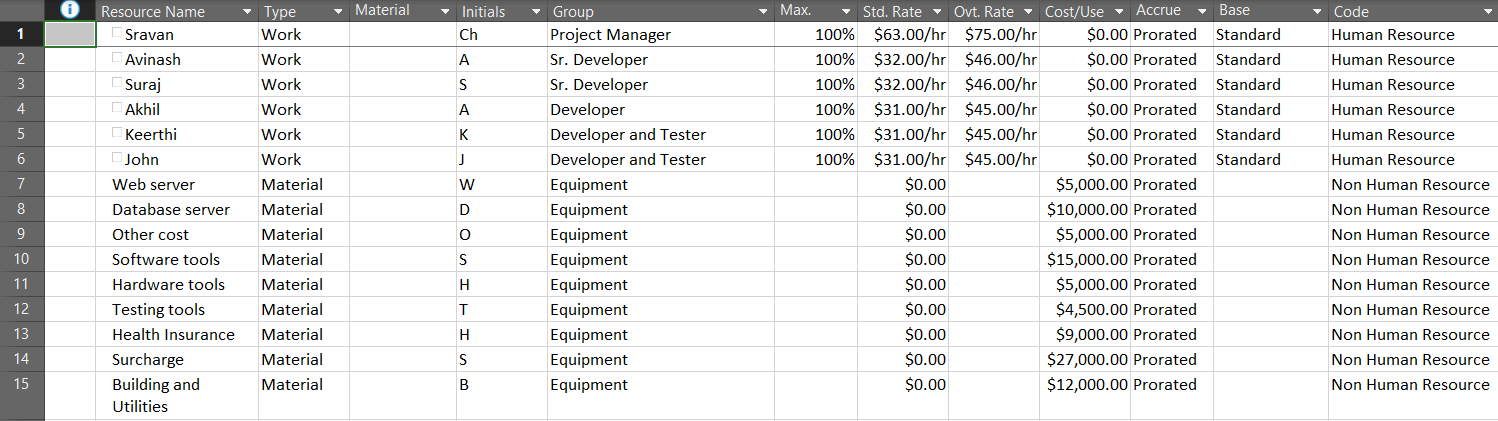 i Resource Name Type Material Initials Group Max. Std. Rate Ovt. Rate Cost/Use Accrue Base Code
1 Sravan Work Ch Project Manager 100% $63.00/hr $75.00/hr $0.00 Prorated Standard Human Resource
2 Avinash Work A Sr. Developer 100% $32.00/hr $46.00/hr $0.00 Prorated Standard Human Resource
3 Suraj Work S Sr. Developer 100% $32.00/hr $46.00/hr $0.00 Prorated Standard Human Resource
4 Akhil Work A Developer 100% $31.00/hr $45.00/hr $0.00 Prorated Standard Human Resource
5 Keerthi Work K Developer and Tester 100% $31.00/hr $45.00/hr $0.00 Prorated Standard Human Resource
6 John Work J Developer and Tester 100% $31.00/hr $45.00/hr $0.00 Prorated Standard Human Resource
7 Web server Material W Equipment $0.00 $5,000.00 Prorated Non Human Resource
8 Database server Material D Equipment $0.00 $10,000.00 Prorated Non Human Resource
9 Other cost Material O Equipment $0.00 $5,000.00 Prorated Non Human Resource
10 Software tools Material S Equipment $0.00 $15,000.00 Prorated Non Human Resource
11 Hardware tools Material H Equipment $0.00 $5,000.00 Prorated Non Human Resource
12 Testing tools Material T Equipment $0.00 $4,500.00 Prorated Non Human Resource
13 Health Insurance Material H Equipment $0.00 $9,000.00 Prorated Non Human Resource
14 Surcharge Material S Equipment $0.00 $27,000.00 Prorated Non Human Resource
15 Building and Material B Equipment $0.00 $12,000.00 Prorated Non Human Resource
Utilities